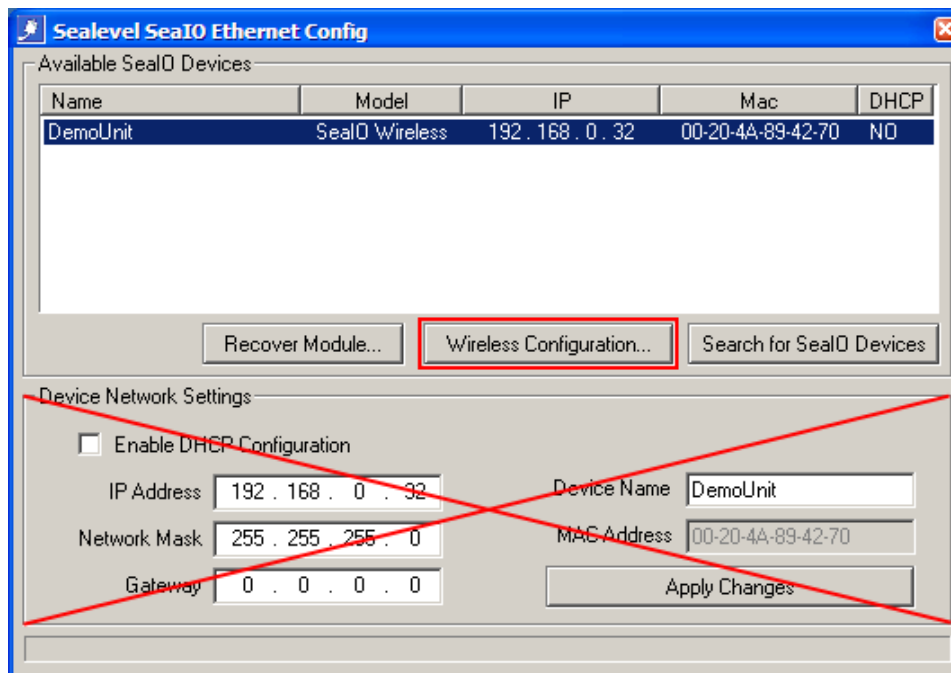 Sealevel SeaIO Ethernet Config
Available SeaIO Devices
Name Model IP Mac DHCP
DemoUnit SeaIO Wireless 192 . 168 . 0 . 32 00-20-4A-89-42-70 NO
Recover Module... Wireless Configuration... Search for SeaIO Devices
Device Network Settings
Enable DHCP Configuration
IP Address 192 . 168 . 0 . 32 Device Name DemoUnit
Network Mask 255 . 255 . 255 . 0 MAC Address 00-20-4A-89-42-70
Gateway 0 . 0 . 0 . 0 Apply Changes